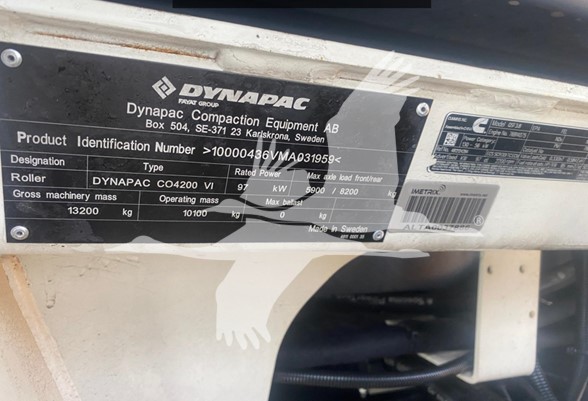 DYNAPAC
FAYAT GROUP
Dynapac Compaction Equipment AB
Box 504, SE-371 23 Karlskrona, Sweden
Product Identification Number >10000436VMA031959<
Designation Type Rated Power Max axle load front/rear
Roller DYNAPAC CO4200 VI 97 kW 5900 / 8200 kg
Gross machinery mass Operating mass Max ballast
13200 kg 10100 kg 0 kg
Made in Sweden
Model
IMETRIX